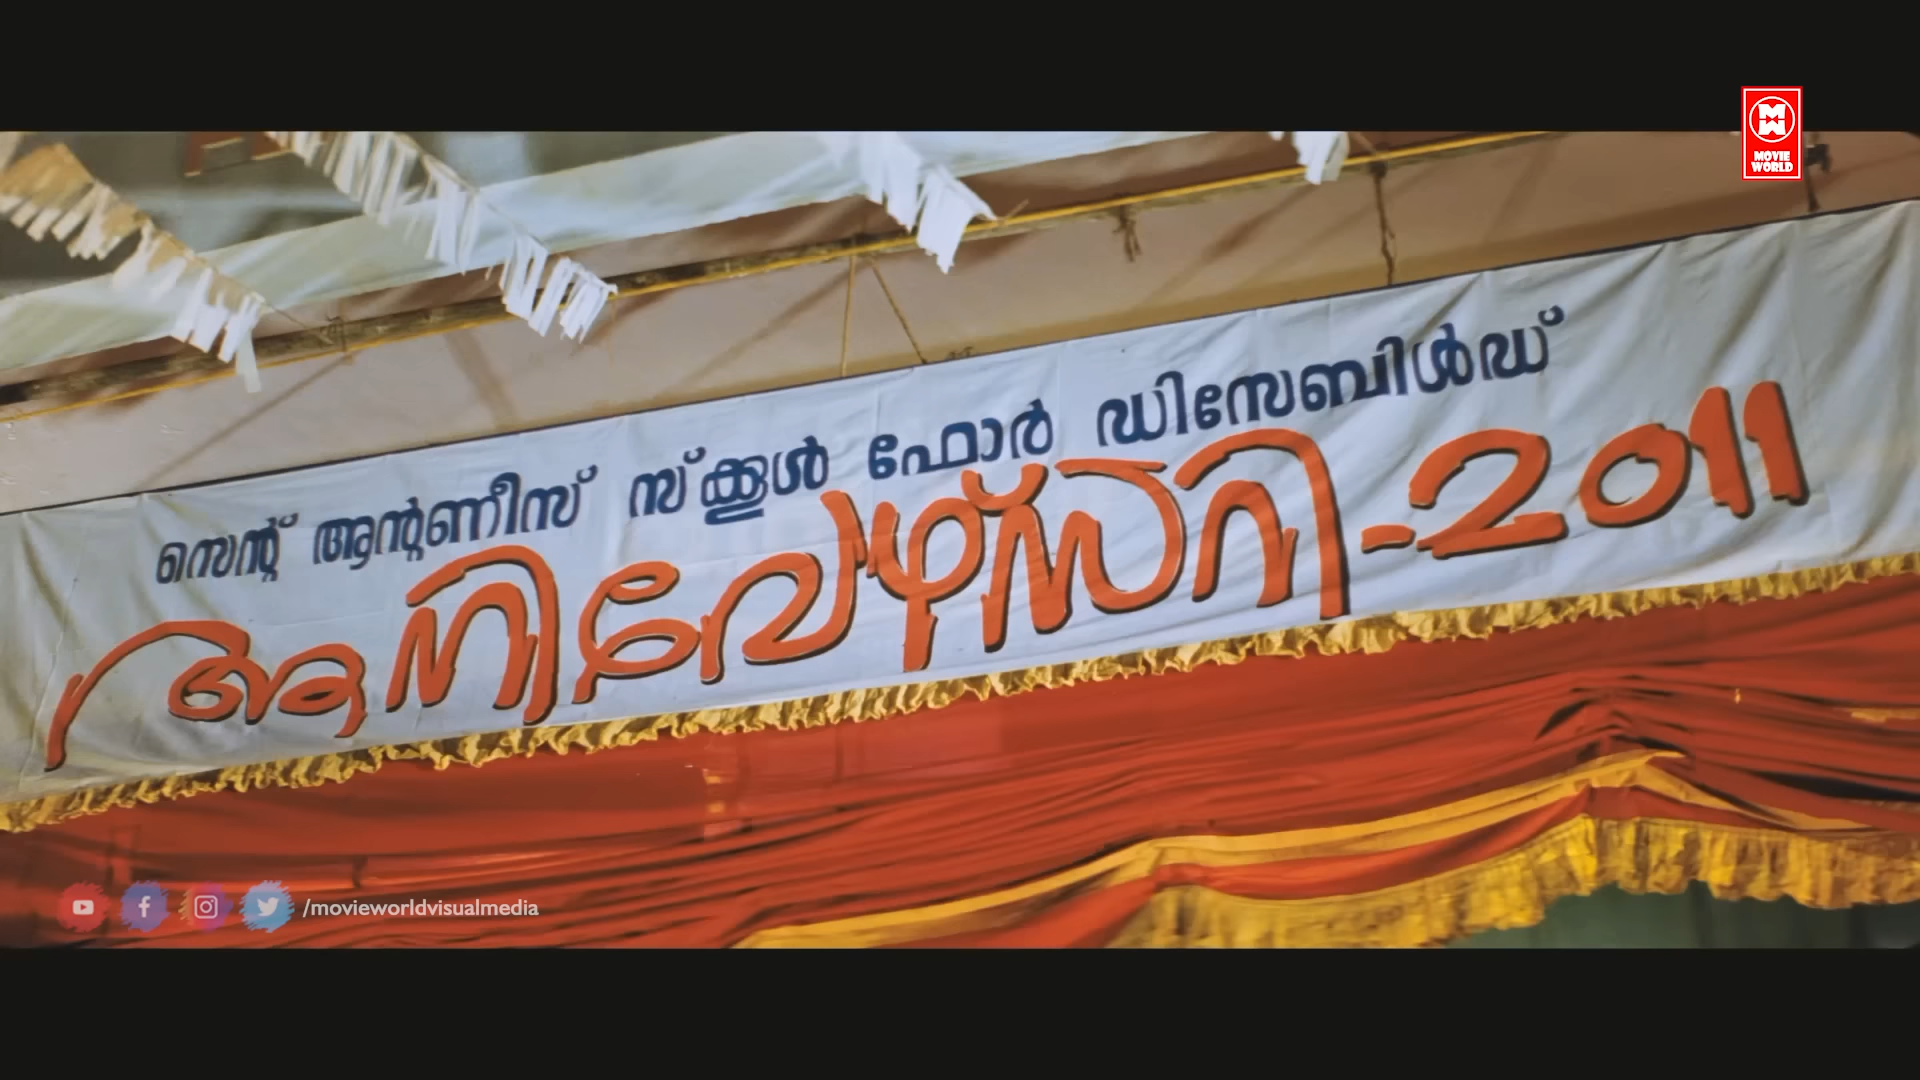 MOVIE
WORLD
സെന്റ് ആന്റണീസ് സ്ക്കൂൾ ഫോർ ഡിസേബിൾഡ്
ആനിവേഴ്സറി-2011
/movieworldvisualmedia